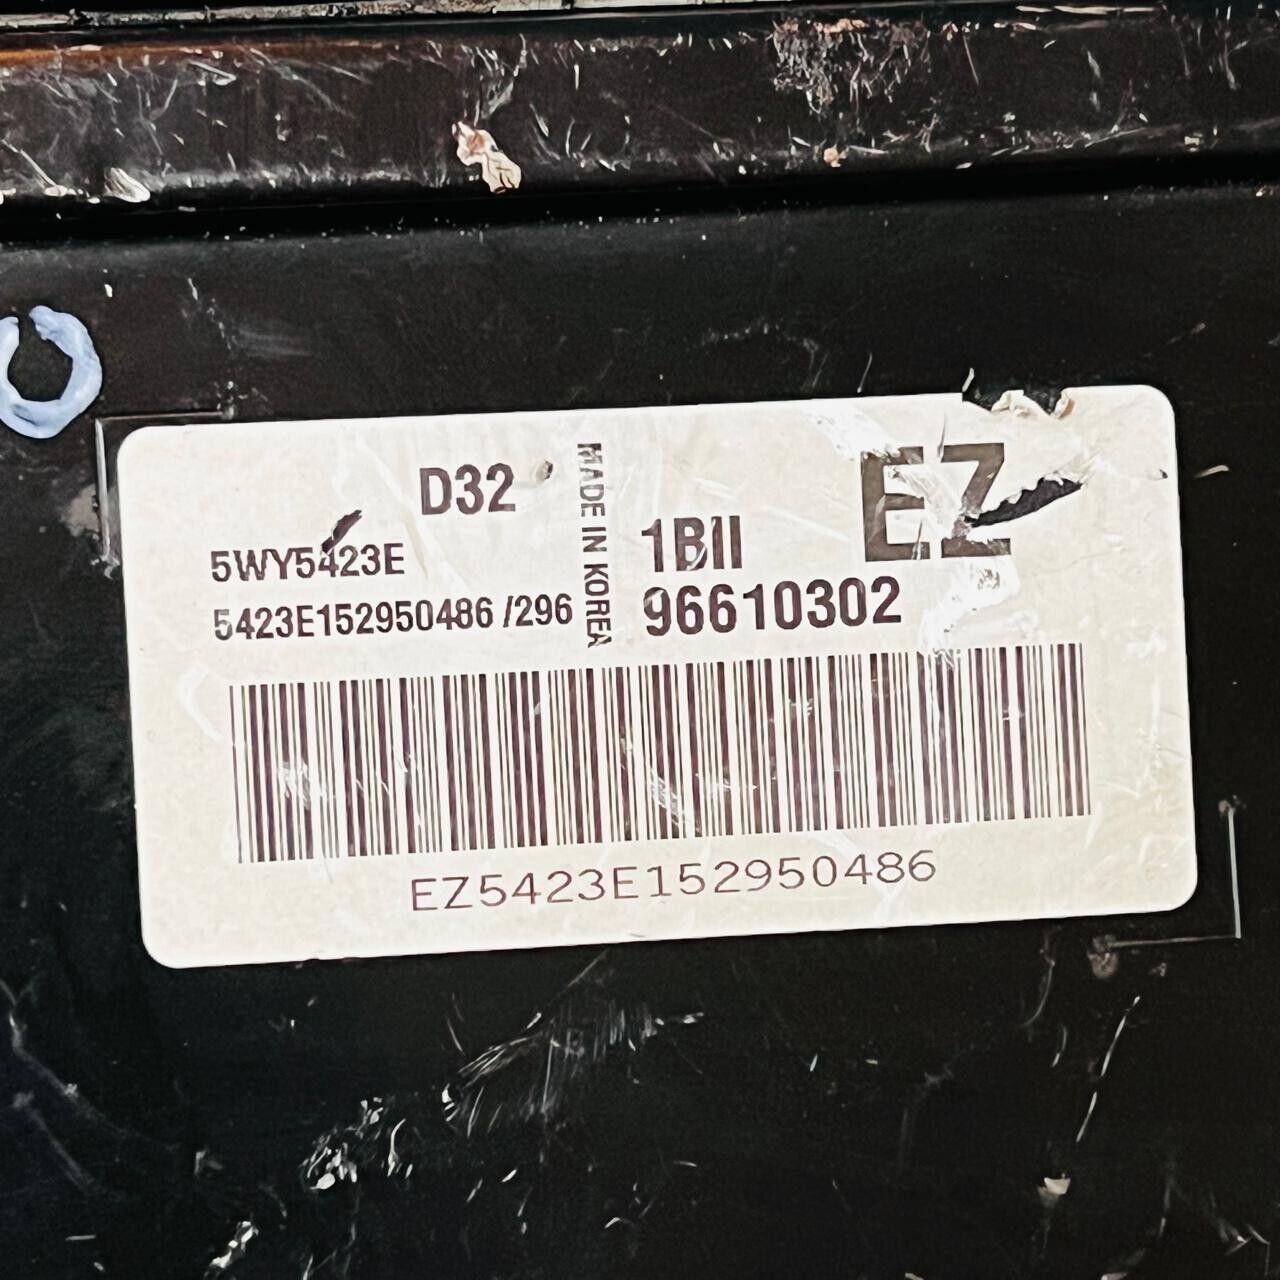 D32
5WY5423E
5423E152950486 /296
MADE IN KOREA
1BII
96610302
EZ
EZ5423E152950486